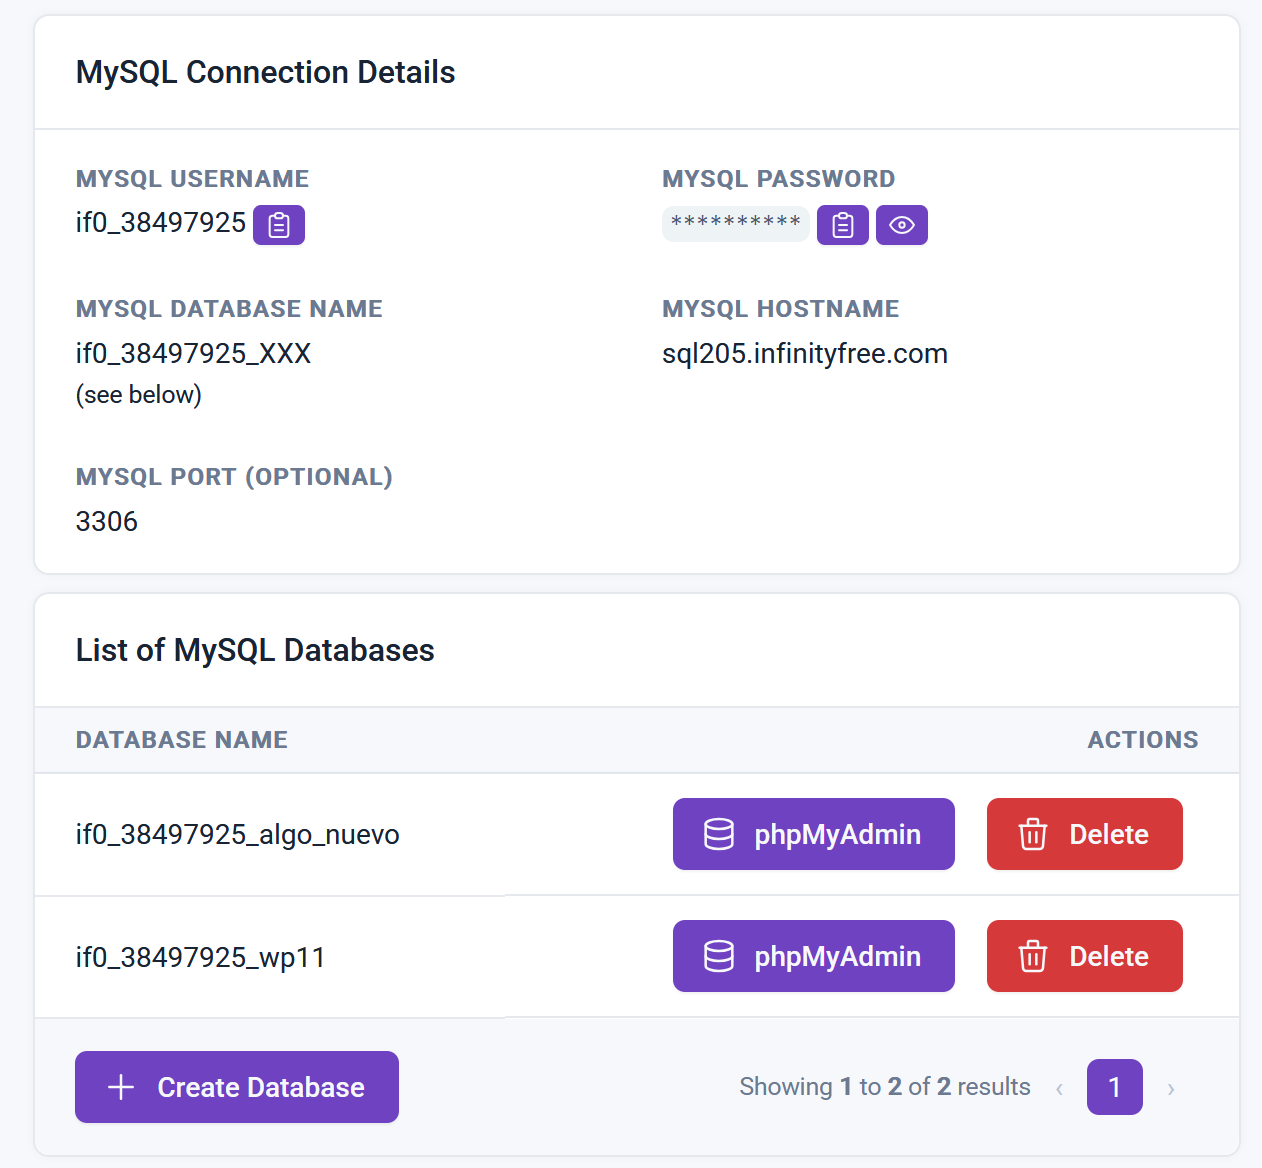 MySQL Connection Details
MYSQL USERNAME
if0_38497925
MYSQL PASSWORD
**********
MYSQL DATABASE NAME
if0_38497925_XXX
(see below)
MYSQL HOSTNAME
sql205.infinityfree.com
MYSQL PORT (OPTIONAL)
3306
List of MySQL Databases
DATABASE NAME ACTIONS
if0_38497925_algo_nuevo phpMyAdmin Delete
if0_38497925_wp11 phpMyAdmin Delete
Create Database Showing 1 to 2 of 2 results ‹ 1 ›